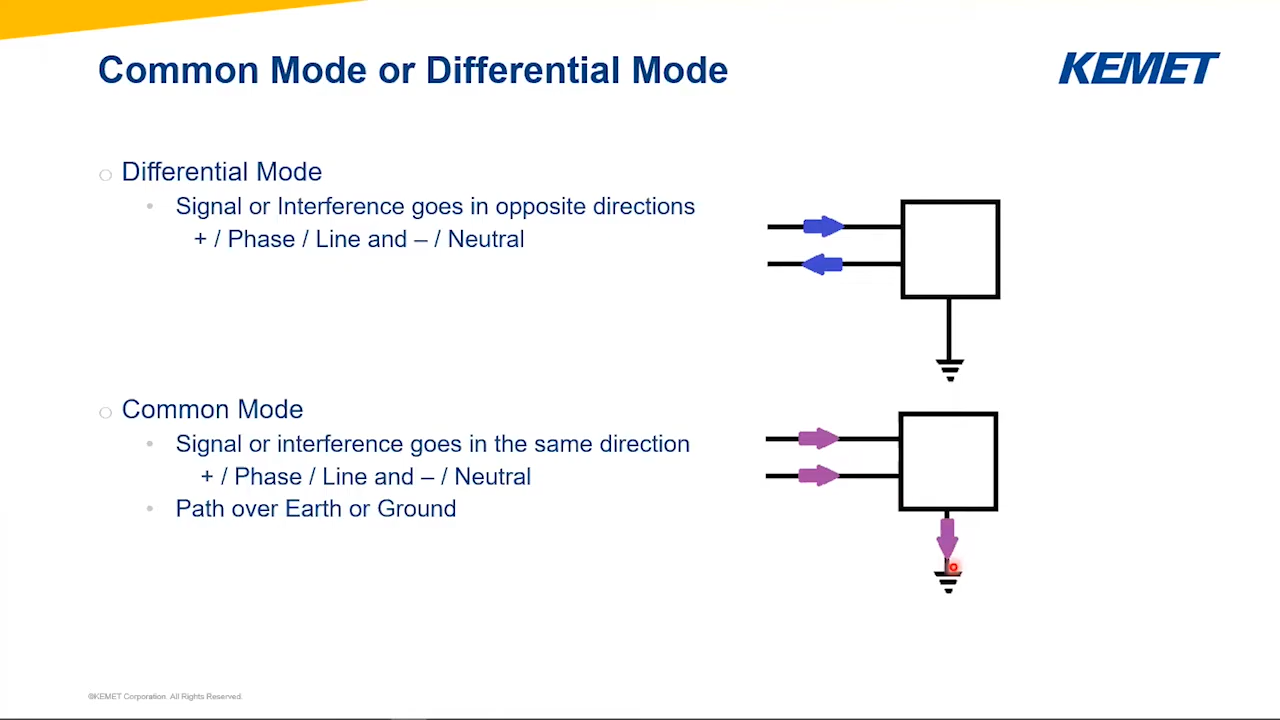 Common Mode or Differential Mode
KEMET
Differential Mode
Signal or Interference goes in opposite directions
+ / Phase / Line and – / Neutral
Common Mode
Signal or interference goes in the same direction
+ / Phase / Line and – / Neutral
Path over Earth or Ground
©KEMET Corporation. All Rights Reserved.